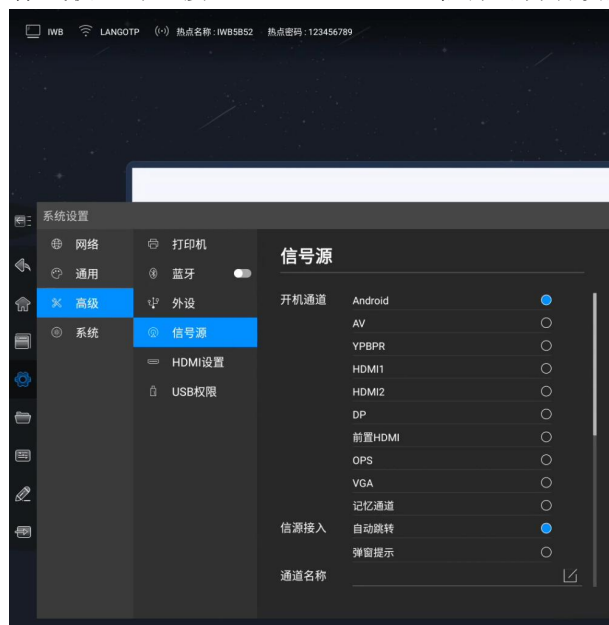 IWB LANGOTP 热点名称:IWB5B52 热点密码:123456789
系统设置
网络
通用
高级
系统
打印机
蓝牙
外设
信号源
HDMI设置
USB权限
信号源
开机通道 Android
AV
YPBPR
HDMI1
HDMI2
DP
前置HDMI
OPS
VGA
记忆通道
信源接入 自动跳转
弹窗提示
通道名称